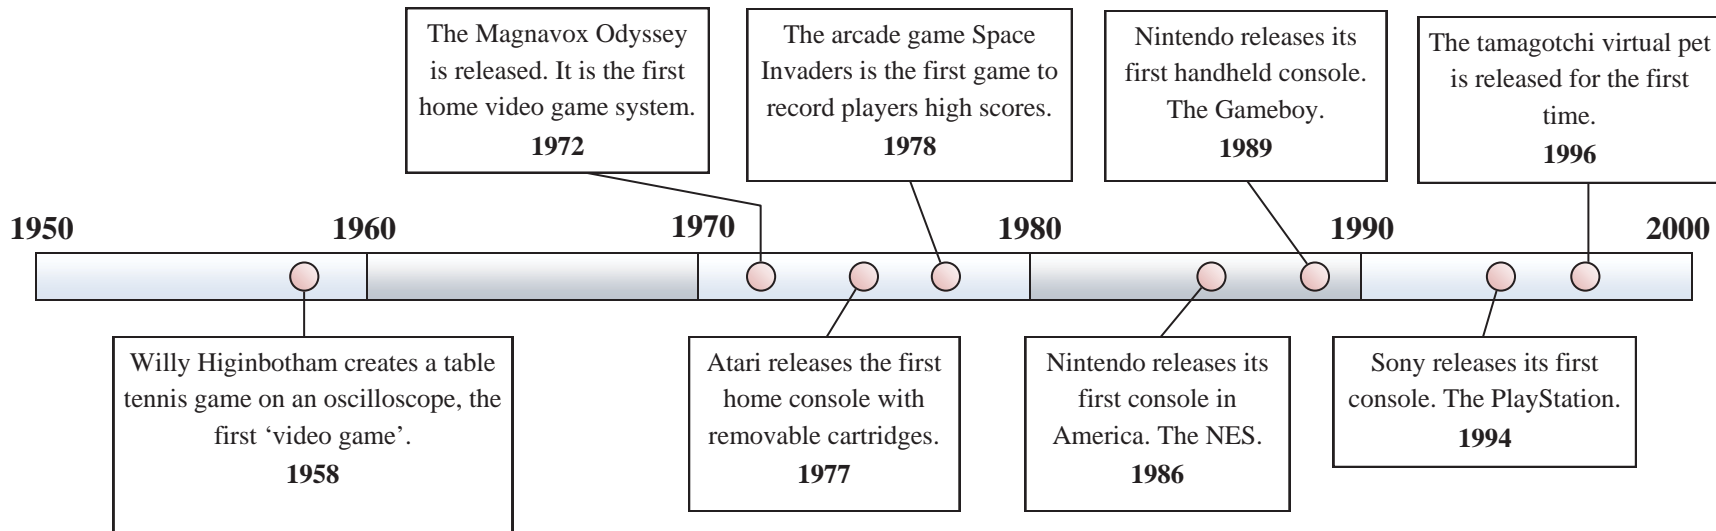 The Magnavox Odyssey
is released. It is the first
home video game system.
1972
The arcade game Space
Invaders is the first game to
record players high scores.
1978
Nintendo releases its
first handheld console.
The Gameboy.
1989
The tamagotchi virtual pet
is released for the first
time.
1996
1950 1960 1970 1980 1990 2000
Willy Higinbotham creates a table
tennis game on an oscilloscope, the
first ‘video game’.
1958
Atari releases the first
home console with
removable cartridges.
1977
Nintendo releases its
first console in
America. The NES.
1986
Sony releases its first
console. The PlayStation.
1994